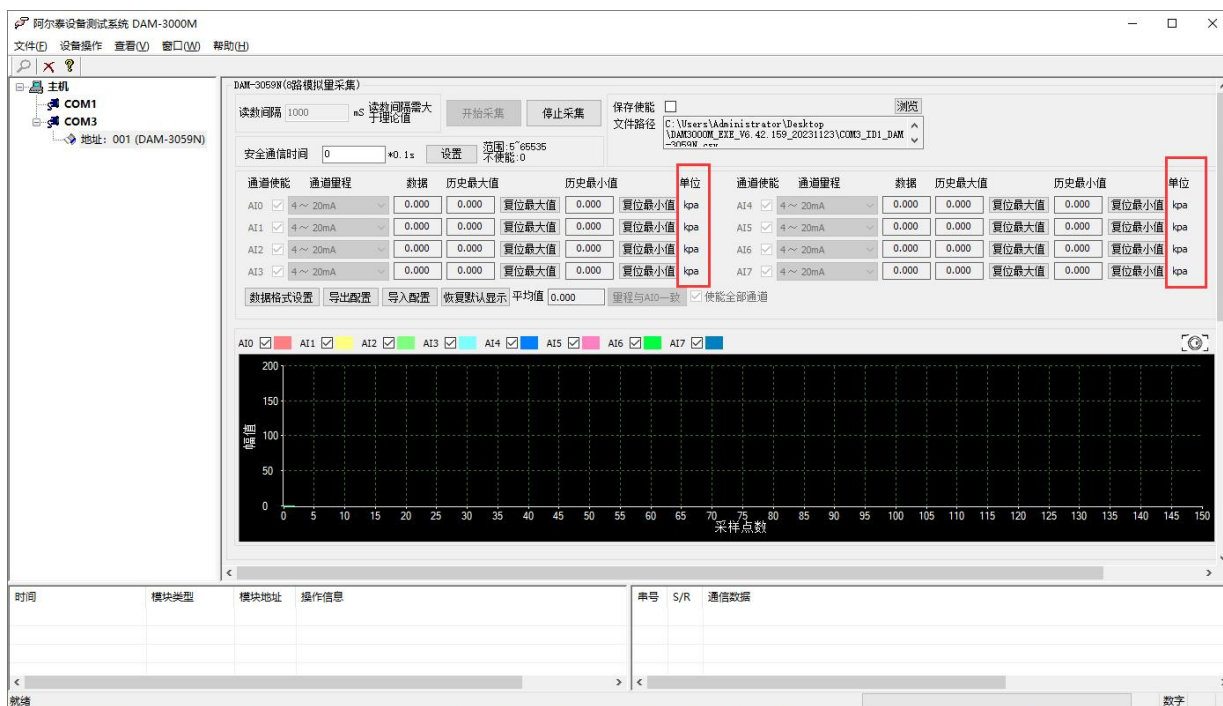 阿尔泰设备测试系统 DAM-3000M
文件(F) 设备操作 查看(V) 窗口(W) 帮助(H)
主机
COM1
COM3
地址：001 (DAM-3059N)
DAM-3059N(8路模拟量采集)
读数间隔 1000 mS 读数间隔需大于理论值 开始采集 停止采集
保存使能 浏览
文件路径 C:\Users\Administrator\Desktop
\DAM3000M_EXE_V6.42.159_20231123\COM3_ID1_DAM
-3059N.csv
安全通信时间 0 *0.1s 设置 范围:5~65535 不使能:0
通道使能 通道量程 数据 历史最大值 历史最小值 单位 通道使能 通道量程 数据 历史最大值 历史最小值 单位
AI0 4～ 20mA 0.000 0.000 复位最大值 0.000 复位最小值 kpa AI4 4～ 20mA 0.000 0.000 复位最大值 0.000 复位最小值 kpa
AI1 4～ 20mA 0.000 0.000 复位最大值 0.000 复位最小值 kpa AI5 4～ 20mA 0.000 0.000 复位最大值 0.000 复位最小值 kpa
AI2 4～ 20mA 0.000 0.000 复位最大值 0.000 复位最小值 kpa AI6 4～ 20mA 0.000 0.000 复位最大值 0.000 复位最小值 kpa
AI3 4～ 20mA 0.000 0.000 复位最大值 0.000 复位最小值 kpa AI7 4～ 20mA 0.000 0.000 复位最大值 0.000 复位最小值 kpa
数据格式设置 导出配置 导入配置 恢复默认显示 平均值 0.000 量程与AI0一致 使能全部通道
AI0 AI1 AI2 AI3 AI4 AI5 AI6 AI7
200
150
100
50
0
幅值
0 5 10 15 20 25 30 35 40 45 50 55 60 65 70 75 80 85 90 95 100 105 110 115 120 125 130 135 140 145 150
采样点数
时间 模块类型 模块地址 操作信息 串号 S/R 通信数据
就绪 数字